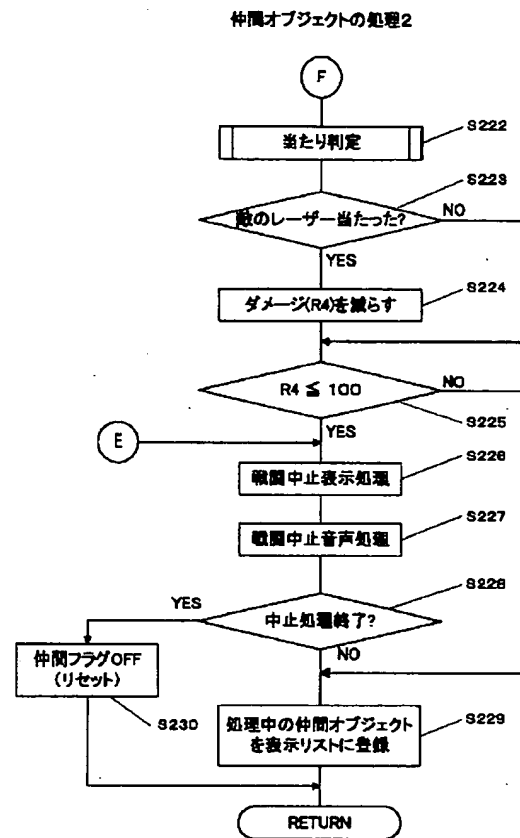 仲間オブジェクトの処理2
F
当たり判定
S222
敵のレーザー当たった?
S223
NO
YES
ダメージ(R4)を減らす
S224
R4 ≦ 100
NO
S225
YES
E
戦闘中止表示処理
S226
戦闘中止音声処理
S227
中止処理終了?
S228
YES
NO
仲間フラグOFF
(リセット)
S230
処理中の仲間オブジェクト
を表示リストに登録
S229
RETURN